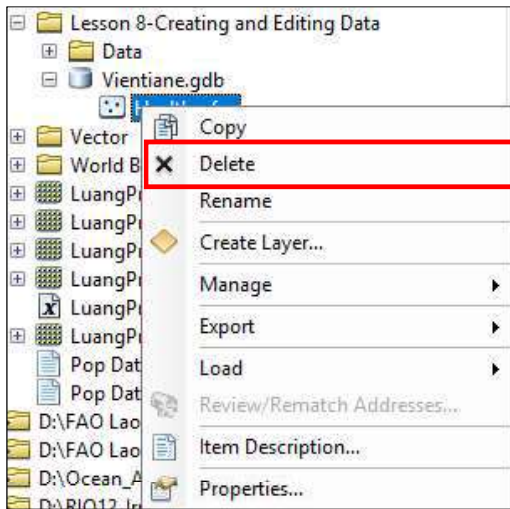 Lesson 8-Creating and Editing Data
Data
Vientiane.gdb
Vector
World B
LuangP
LuangP
LuangP
LuangP
LuangP
LuangP
Pop Dat
Pop Dat
D:\FAO Lao
D:\FAO Lao
D:\Ocean_A
Copy
Delete
Rename
Create Layer...
Manage
Export
Load
Review/Rematch Addresses...
Item Description...
Properties...